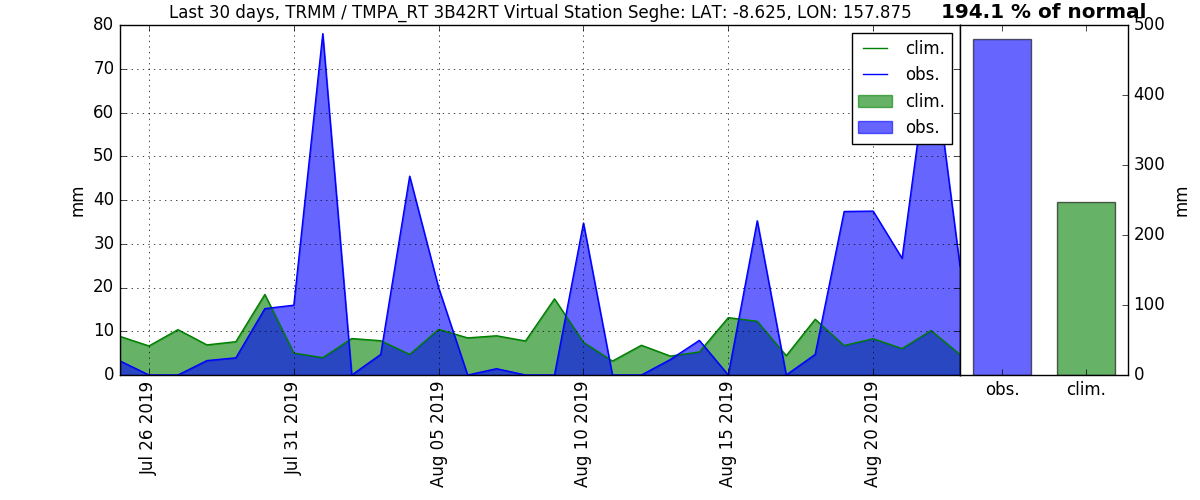 Last 30 days, TRMM / TMPA_RT 3B42RT Virtual Station Seghe: LAT: -8.625, LON: 157.875
194.1 % of normal
mm
80
70
60
50
40
30
20
10
0
clim.
obs.
clim.
obs.
Jul 26 2019
Jul 31 2019
Aug 05 2019
Aug 10 2019
Aug 15 2019
Aug 20 2019
500
400
300
200
100
0
mm
obs.
clim.